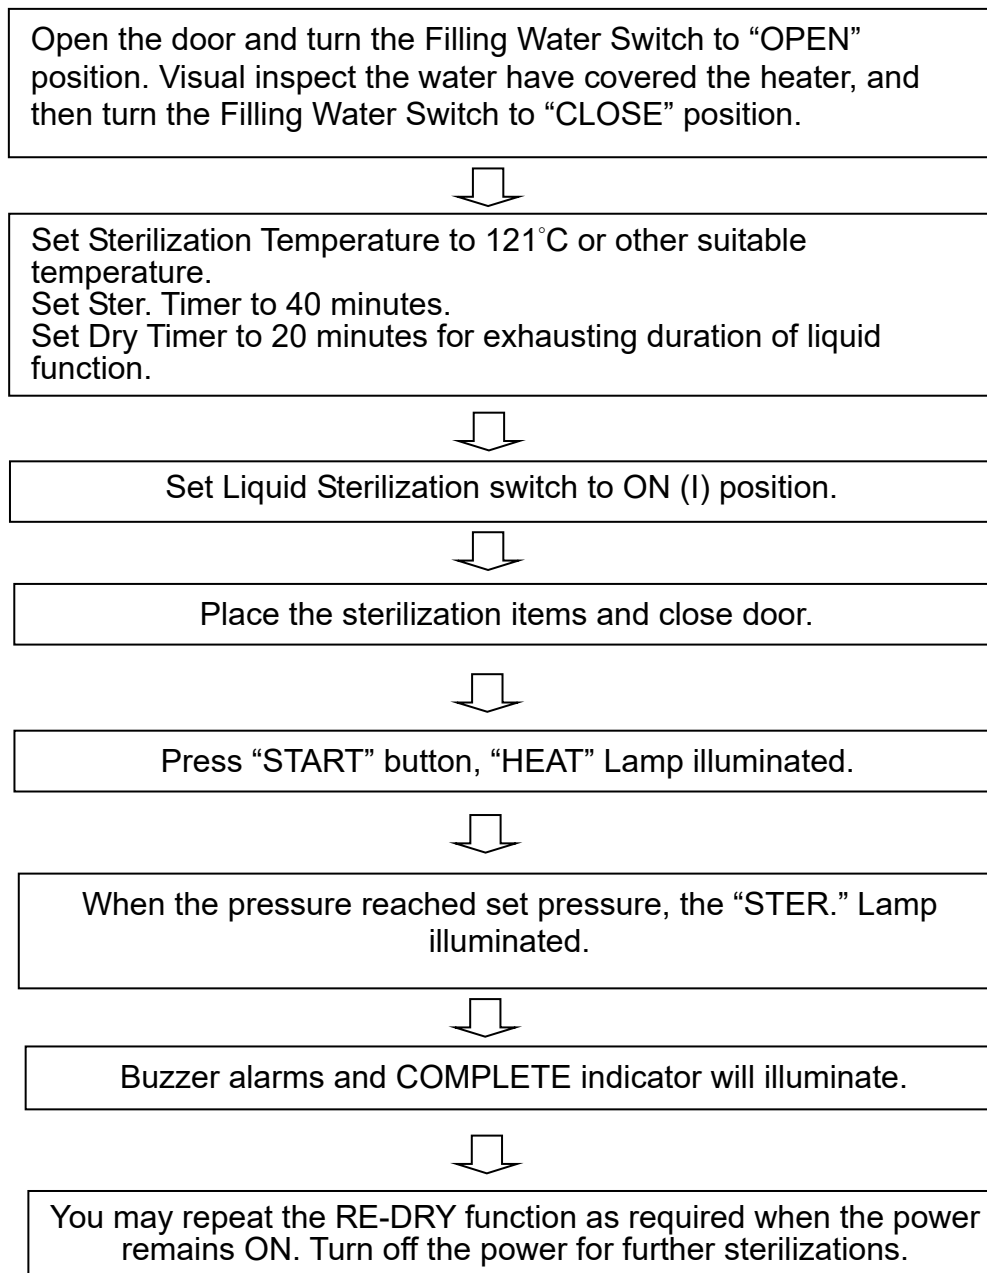 Open the door and turn the Filling Water Switch to “OPEN”
position. Visual inspect the water have covered the heater, and
then turn the Filling Water Switch to “CLOSE” position.
Set Sterilization Temperature to 121°C or other suitable
temperature.
Set Ster. Timer to 40 minutes.
Set Dry Timer to 20 minutes for exhausting duration of liquid
function.
Set Liquid Sterilization switch to ON (I) position.
Place the sterilization items and close door.
Press “START” button, “HEAT” Lamp illuminated.
When the pressure reached set pressure, the “STER.” Lamp
illuminated.
Buzzer alarms and COMPLETE indicator will illuminate.
You may repeat the RE-DRY function as required when the power
remains ON. Turn off the power for further sterilizations.